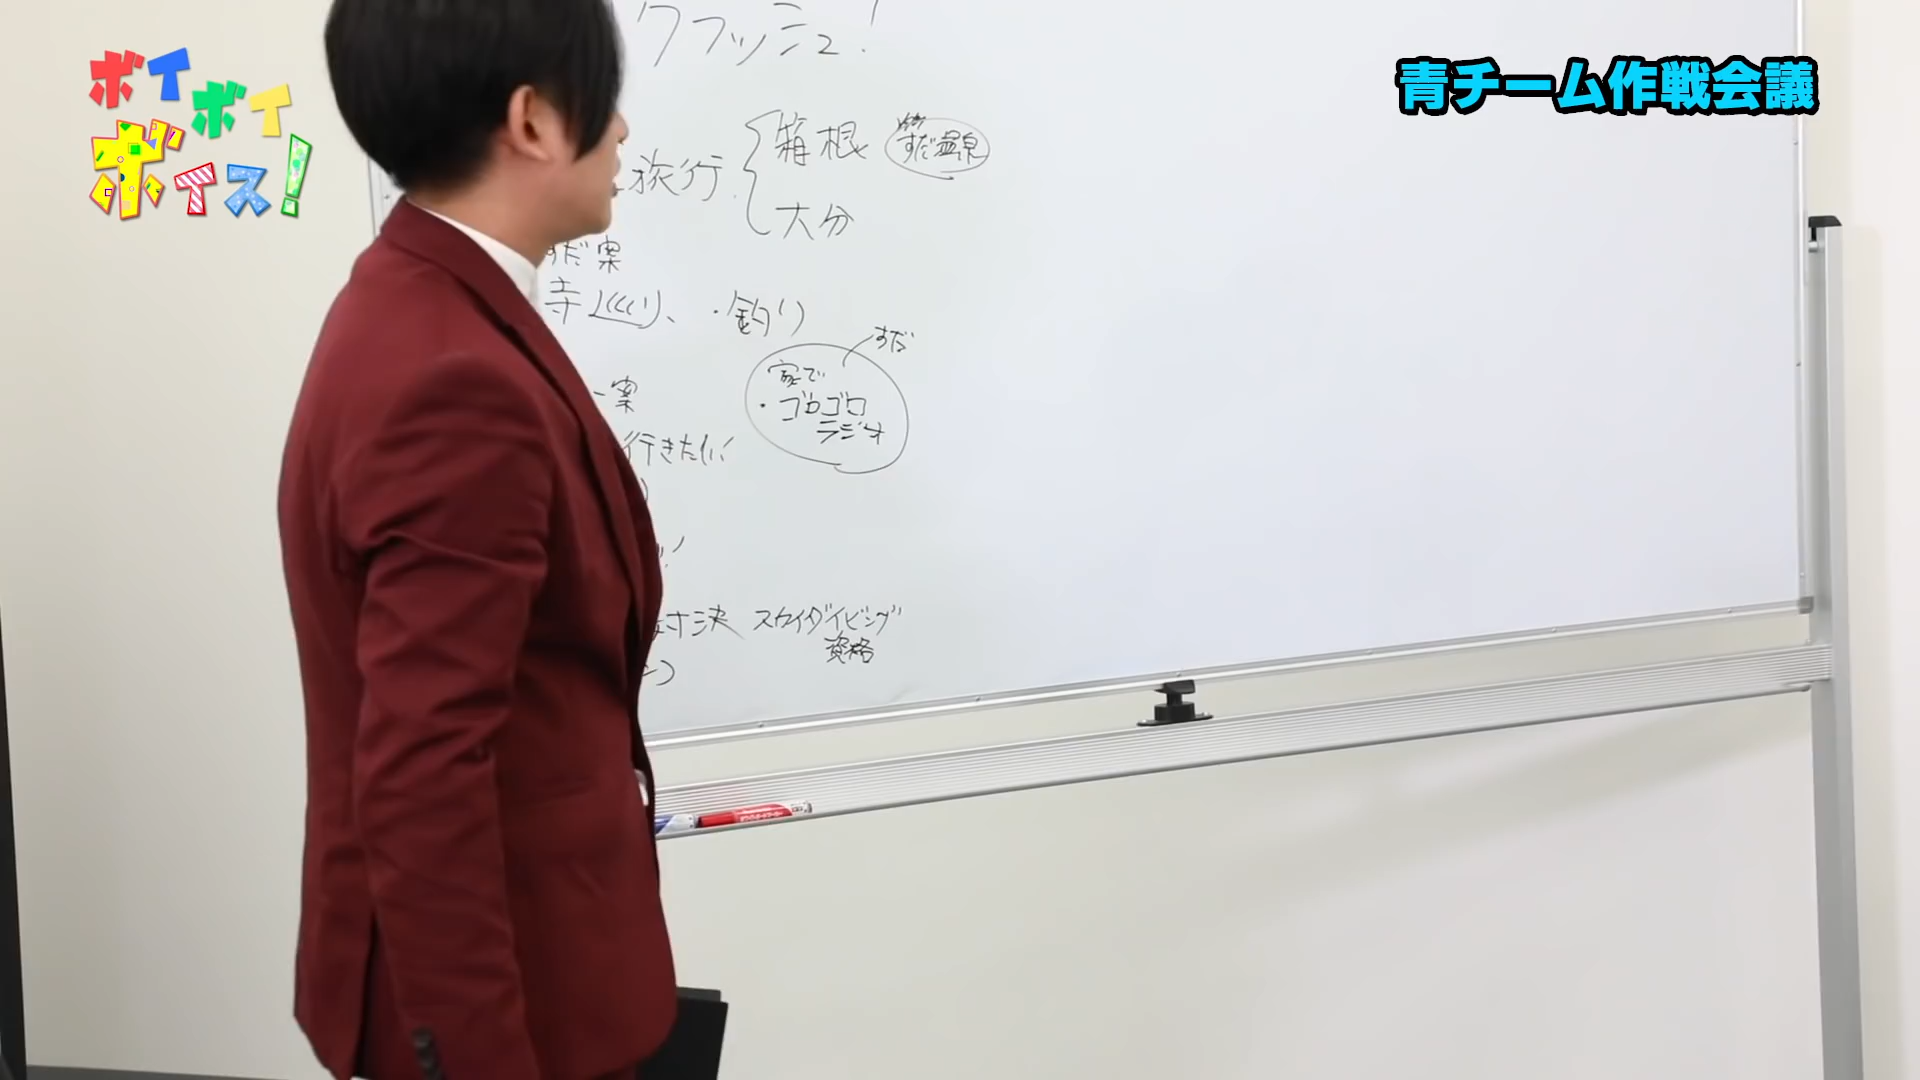 ボイボイ
ボイス!
青チーム作戦会議
クラッシュ!
旅行
箱根
すだ温泉
大分
すだ案
寺巡り、・釣り
すだ
家で
・ゴロゴロ
ラジオ
案
行きたい!
対決 スカイダイビング
資格